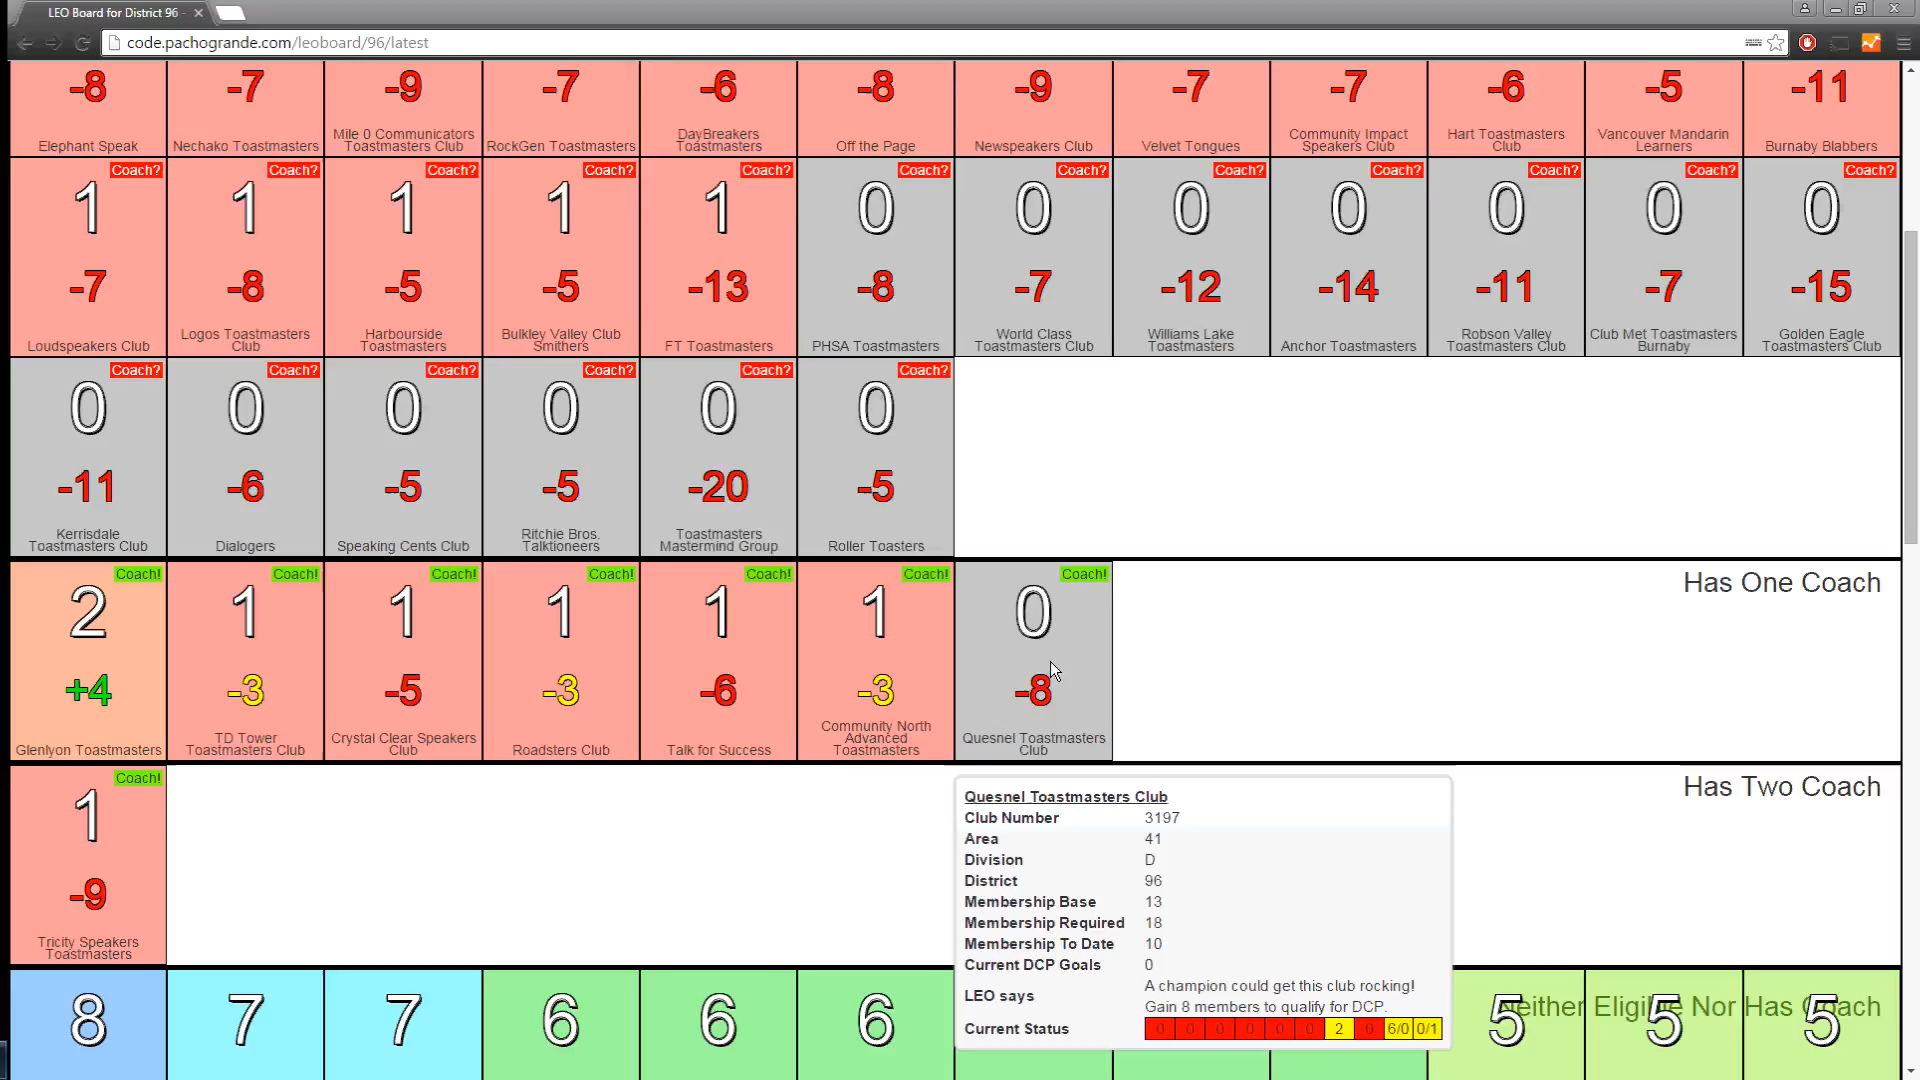 LEO Board for District 96
code.pachogrande.com/leoboard/96/latest
-8 -7 -9 -7 -6 -8 -9 -7 -7 -6 -5 -11
Elephant Speak
Nechako Toastmasters
Mile 0 Communicators
Toastmasters Club
RockGen Toastmasters
DayBreakers
Toastmasters
Off the Page
Newspeakers Club
Velvet Tongues
Community Impact
Speakers Club
Hart Toastmasters
Club
Vancouver Mandarin
Learners
Burnaby Blabbers
Coach? Coach? Coach? Coach? Coach? Coach? Coach? Coach? Coach? Coach? Coach? Coach?
1 1 1 1 1 0 0 0 0 0 0 0
-7 -8 -5 -5 -13 -8 -7 -12 -14 -11 -7 -15
Loudspeakers Club
Logos Toastmasters
Club
Harbourside
Toastmasters
Bulkley Valley Club
Smithers
FT Toastmasters
PHSA Toastmasters
World Class
Toastmasters Club
Williams Lake
Toastmasters
Anchor Toastmasters
Robson Valley
Toastmasters Club
Club Met Toastmasters
Burnaby
Golden Eagle
Toastmasters Club
Coach? Coach? Coach? Coach? Coach? Coach?
0 0 0 0 0 0
-11 -6 -5 -5 -20 -5
Kerrisdale
Toastmasters Club
Dialogers
Speaking Cents Club
Ritchie Bros.
Talktioneers
Toastmasters
Mastermind Group
Roller Toasters
Has One Coach
Coach! Coach! Coach! Coach! Coach! Coach! Coach!
2 1 1 1 1 1 0
+4 -3 -5 -3 -6 -3 -8
Glenlyon Toastmasters
TD Tower
Toastmasters Club
Crystal Clear Speakers
Club
Roadsters Club
Talk for Success
Community North
Advanced
Toastmasters
Quesnel Toastmasters
Club
Has Two Coach
Coach!
1
-9
Tricity Speakers
Toastmasters
Quesnel Toastmasters Club
Club Number 3197
Area 41
Division D
District 96
Membership Base 13
Membership Required 18
Membership To Date 10
Current DCP Goals 0
LEO says A champion could get this club rocking!
Gain 8 members to qualify for DCP.
Current Status 0 0 0 0 0 0 2 0 6/0 0/1
Neither Eligible Nor Has Coach
8 7 7 6 6 6 5 5 5